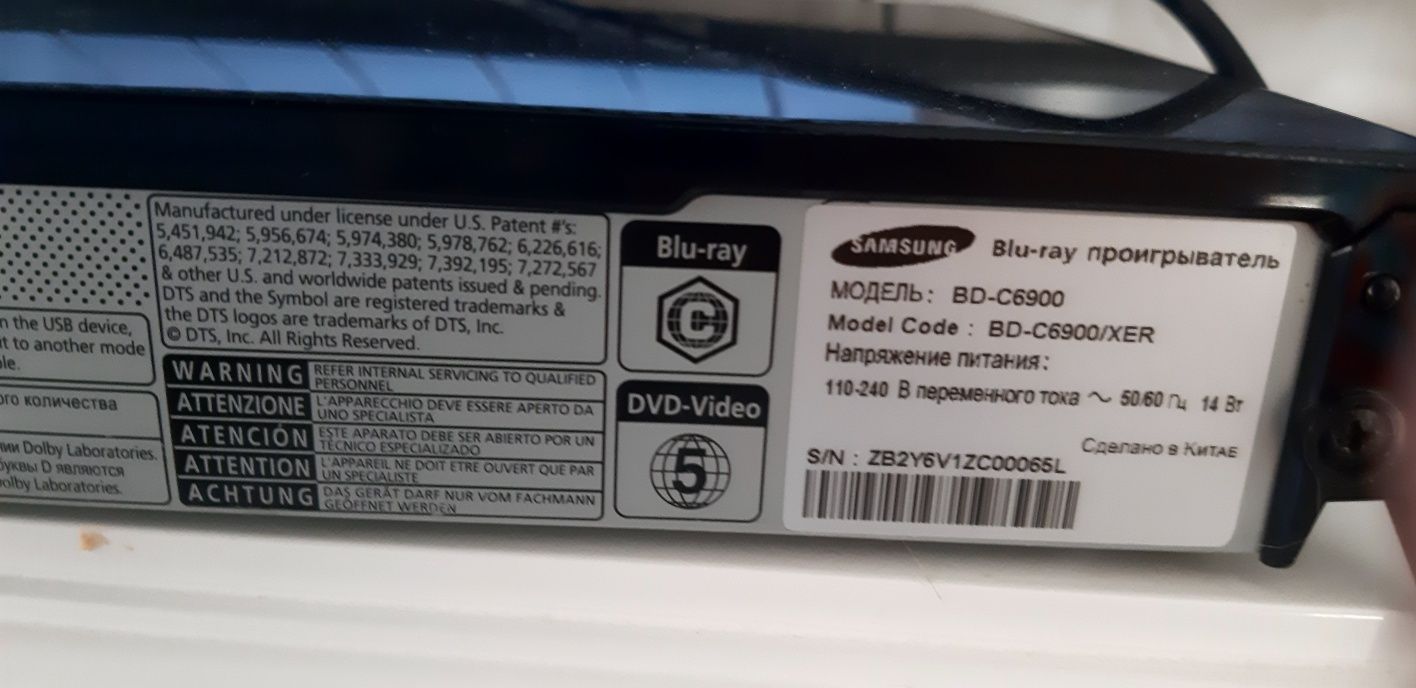 n the USB device,
it to another mode
le.
ого количества
ии Dolby Laboratories.
буквы D являются
olby Laboratories.
Manufactured under license under U.S. Patent #'s:
5,451,942; 5,956,674; 5,974,380; 5,978,762; 6,226,616;
6,487,535; 7,212,872; 7,333,929; 7,392,195; 7,272,567
& other U.S. and worldwide patents issued & pending.
DTS and the Symbol are registered trademarks &
the DTS logos are trademarks of DTS, Inc.
© DTS, Inc. All Rights Reserved.
WARNING REFER INTERNAL SERVICING TO QUALIFIED
PERSONNEL
ATTENZIONE L'APPARECCHIO DEVE ESSERE APERTO DA
UNO SPECIALISTA
ATENCIÓN ESTE APARATO DEBE SER ABIERTO POR UN
TÉCNICO ESPECIALIZADO
ATTENTION L'APPAREIL NE DOIT ETRE OUVERT QUE PAR
UN SPECIALISTE
ACHTUNG DAS GERÄT DARF NUR VOM FACHMANN
GEÖFFNET WERDEN
Blu-ray
C
DVD-Video
5
SAMSUNG Blu-ray проигрыватель
МОДЕЛЬ: BD-C6900
Model Code : BD-C6900/XER
Напряжение питания:
110-240 В переменного тока ~ 50/60 Гц 14 Вт
Сделано в Китае
S/N : ZB2Y6V1ZC00065L